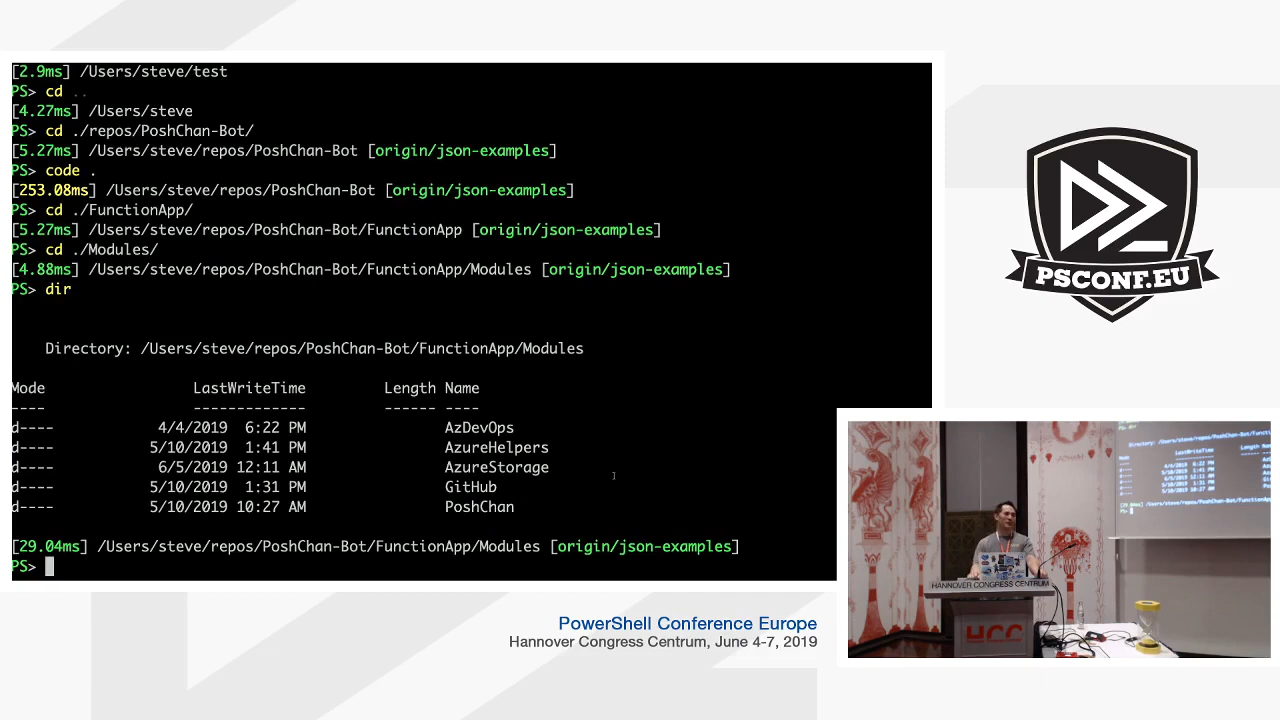 [2.9ms] /Users/steve/test
PS> cd ..
[4.27ms] /Users/steve
PS> cd ./repos/PoshChan-Bot/
[5.27ms] /Users/steve/repos/PoshChan-Bot [origin/json-examples]
PS> code .
[253.08ms] /Users/steve/repos/PoshChan-Bot [origin/json-examples]
PS> cd ./FunctionApp/
[5.27ms] /Users/steve/repos/PoshChan-Bot/FunctionApp [origin/json-examples]
PS> cd ./Modules/
[4.88ms] /Users/steve/repos/PoshChan-Bot/FunctionApp/Modules [origin/json-examples]
PS> dir
Directory: /Users/steve/repos/PoshChan-Bot/FunctionApp/Modules
Mode LastWriteTime Length Name
---- ------------- ------ ----
d---- 4/4/2019 6:22 PM AzDevOps
d---- 5/10/2019 1:41 PM AzureHelpers
d---- 6/5/2019 12:11 AM AzureStorage
d---- 5/10/2019 1:31 PM GitHub
d---- 5/10/2019 10:27 AM PoshChan
[29.04ms] /Users/steve/repos/PoshChan-Bot/FunctionApp/Modules [origin/json-examples]
PS>
PSCONF.EU
HANNOVER CONGRESS CENTRUM
HCC
PowerShell Conference Europe
Hannover Congress Centrum, June 4-7, 2019